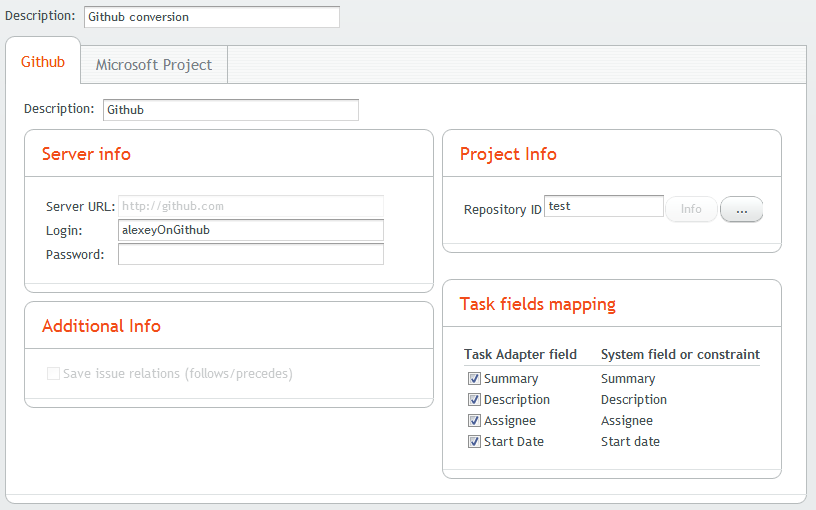 Description: Github conversion
Github Microsoft Project
Description: Github
Server info
Server URL: http://github.com
Login: alexeyOnGithub
Password:
Additional Info
Save issue relations (follows/precedes)
Project Info
Repository ID test Info ...
Task fields mapping
Task Adapter field System field or constraint
Summary Summary
Description Description
Assignee Assignee
Start Date Start date